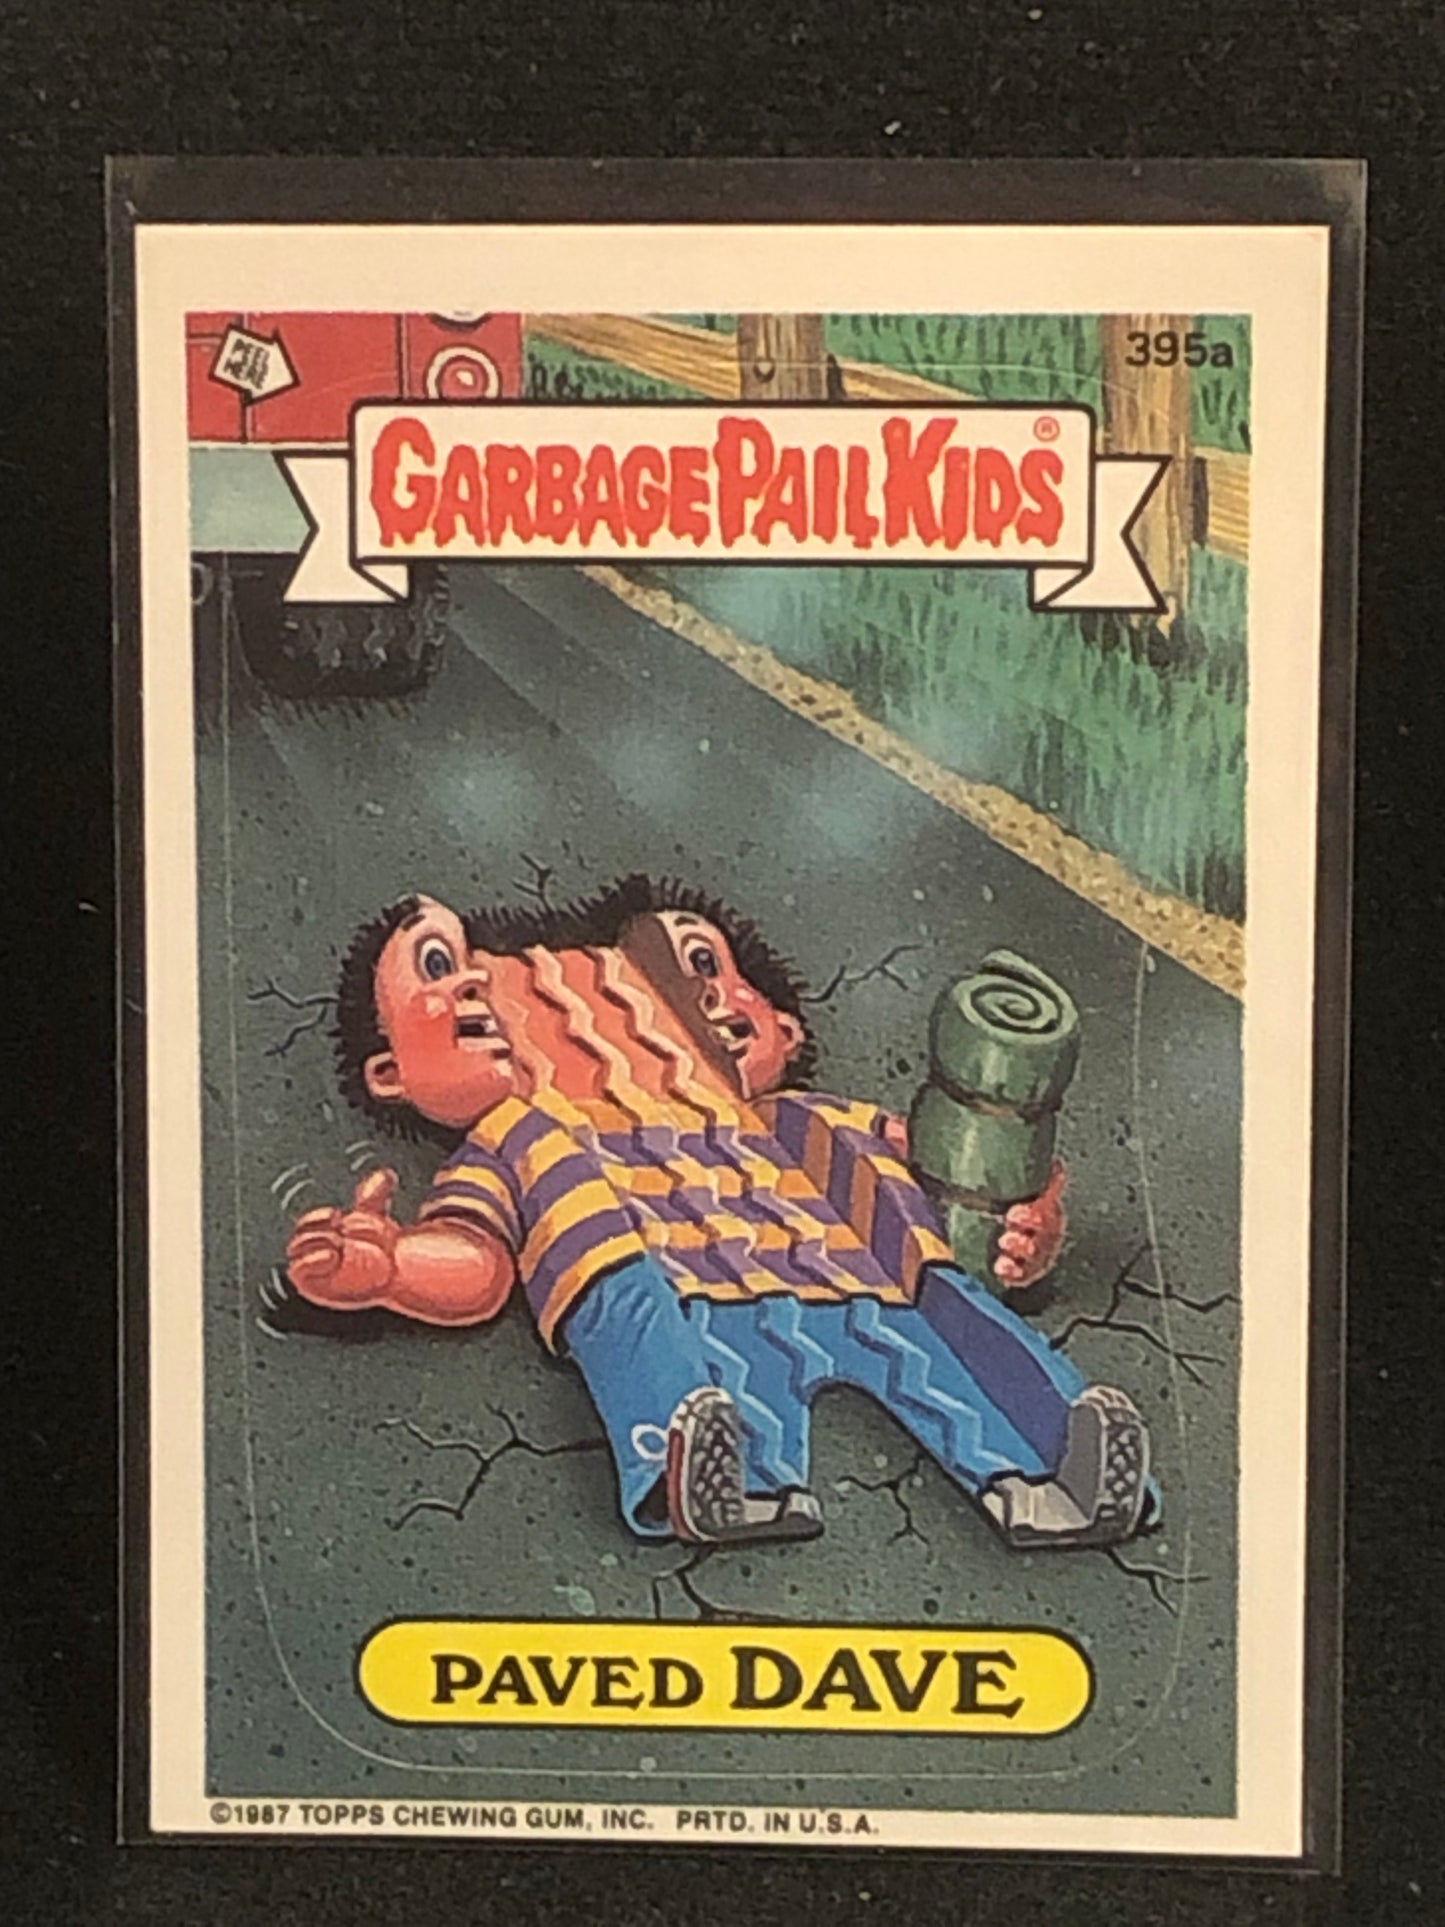 PEEL
HERE
395a
GARBAGE PAIL KIDS®
PAVED DAVE
©1987 TOPPS CHEWING GUM, INC. PRTD. IN U.S.A.